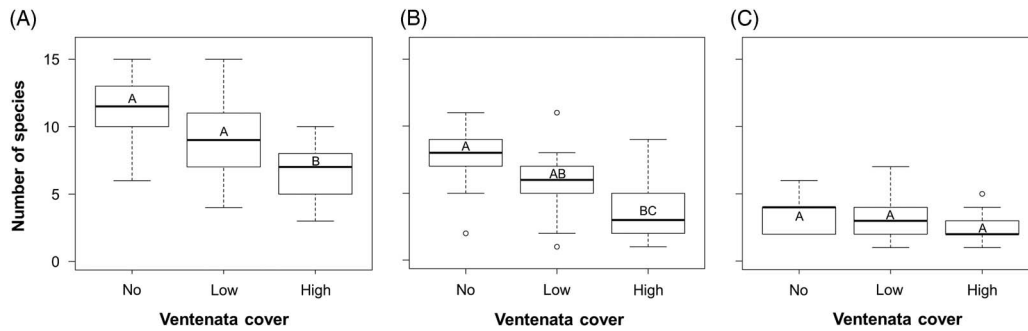 (A)
(B)
(C)
Number of species
15
10
5
0
A
A
B
A
AB
BC
A
A
A
No
Low
High
No
Low
High
No
Low
High
Ventenata cover
Ventenata cover
Ventenata cover